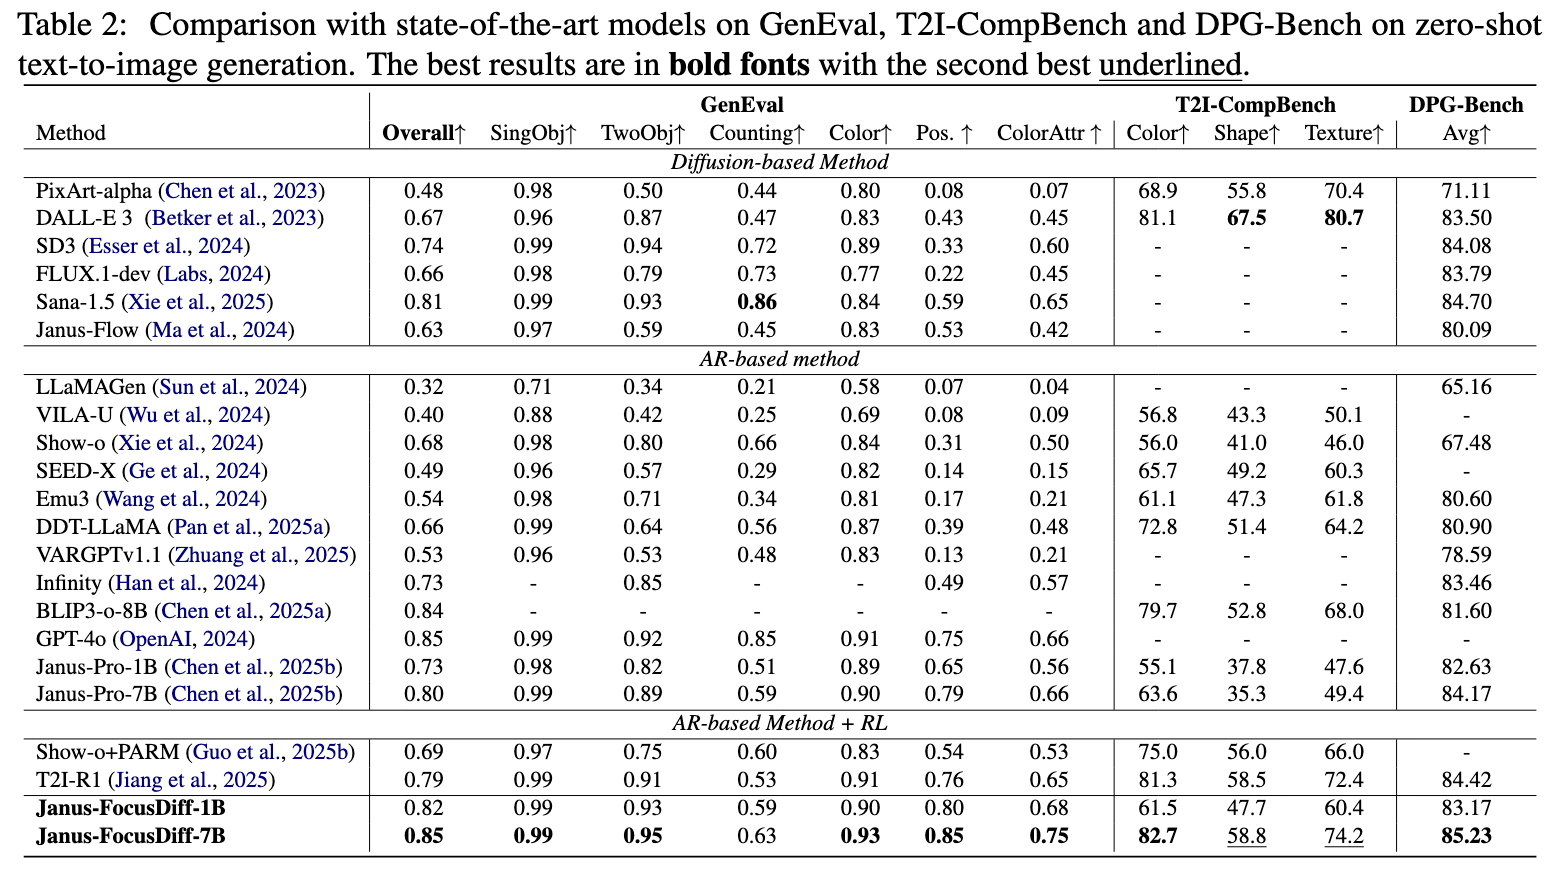 Table 2: Comparison with state-of-the-art models on GenEval, T2I-CompBench and DPG-Bench on zero-shot
text-to-image generation. The best results are in bold fonts with the second best underlined.
GenEval T2I-CompBench DPG-Bench
Method Overall↑ SingObj↑ TwoObj↑ Counting↑ Color↑ Pos. ↑ ColorAttr ↑ Color↑ Shape↑ Texture↑ Avg↑
Diffusion-based Method
PixArt-alpha (Chen et al., 2023) 0.48 0.98 0.50 0.44 0.80 0.08 0.07 68.9 55.8 70.4 71.11
DALL-E 3 (Betker et al., 2023) 0.67 0.96 0.87 0.47 0.83 0.43 0.45 81.1 67.5 80.7 83.50
SD3 (Esser et al., 2024) 0.74 0.99 0.94 0.72 0.89 0.33 0.60 - - - 84.08
FLUX.1-dev (Labs, 2024) 0.66 0.98 0.79 0.73 0.77 0.22 0.45 - - - 83.79
Sana-1.5 (Xie et al., 2025) 0.81 0.99 0.93 0.86 0.84 0.59 0.65 - - - 84.70
Janus-Flow (Ma et al., 2024) 0.63 0.97 0.59 0.45 0.83 0.53 0.42 - - - 80.09
AR-based method
LLaMAGen (Sun et al., 2024) 0.32 0.71 0.34 0.21 0.58 0.07 0.04 - - - 65.16
VILA-U (Wu et al., 2024) 0.40 0.88 0.42 0.25 0.69 0.08 0.09 56.8 43.3 50.1 -
Show-o (Xie et al., 2024) 0.68 0.98 0.80 0.66 0.84 0.31 0.50 56.0 41.0 46.0 67.48
SEED-X (Ge et al., 2024) 0.49 0.96 0.57 0.29 0.82 0.14 0.15 65.7 49.2 60.3 -
Emu3 (Wang et al., 2024) 0.54 0.98 0.71 0.34 0.81 0.17 0.21 61.1 47.3 61.8 80.60
DDT-LLaMA (Pan et al., 2025a) 0.66 0.99 0.64 0.56 0.87 0.39 0.48 72.8 51.4 64.2 80.90
VARGPTv1.1 (Zhuang et al., 2025) 0.53 0.96 0.53 0.48 0.83 0.13 0.21 - - - 78.59
Infinity (Han et al., 2024) 0.73 - 0.85 - - 0.49 0.57 - - - 83.46
BLIP3-o-8B (Chen et al., 2025a) 0.84 - - - - - - 79.7 52.8 68.0 81.60
GPT-4o (OpenAI, 2024) 0.85 0.99 0.92 0.85 0.91 0.75 0.66 - - - -
Janus-Pro-1B (Chen et al., 2025b) 0.73 0.98 0.82 0.51 0.89 0.65 0.56 55.1 37.8 47.6 82.63
Janus-Pro-7B (Chen et al., 2025b) 0.80 0.99 0.89 0.59 0.90 0.79 0.66 63.6 35.3 49.4 84.17
AR-based Method + RL
Show-o+PARM (Guo et al., 2025b) 0.69 0.97 0.75 0.60 0.83 0.54 0.53 75.0 56.0 66.0 -
T2I-R1 (Jiang et al., 2025) 0.79 0.99 0.91 0.53 0.91 0.76 0.65 81.3 58.5 72.4 84.42
Janus-FocusDiff-1B 0.82 0.99 0.93 0.59 0.90 0.80 0.68 61.5 47.7 60.4 83.17
Janus-FocusDiff-7B 0.85 0.99 0.95 0.63 0.93 0.85 0.75 82.7 58.8 74.2 85.23